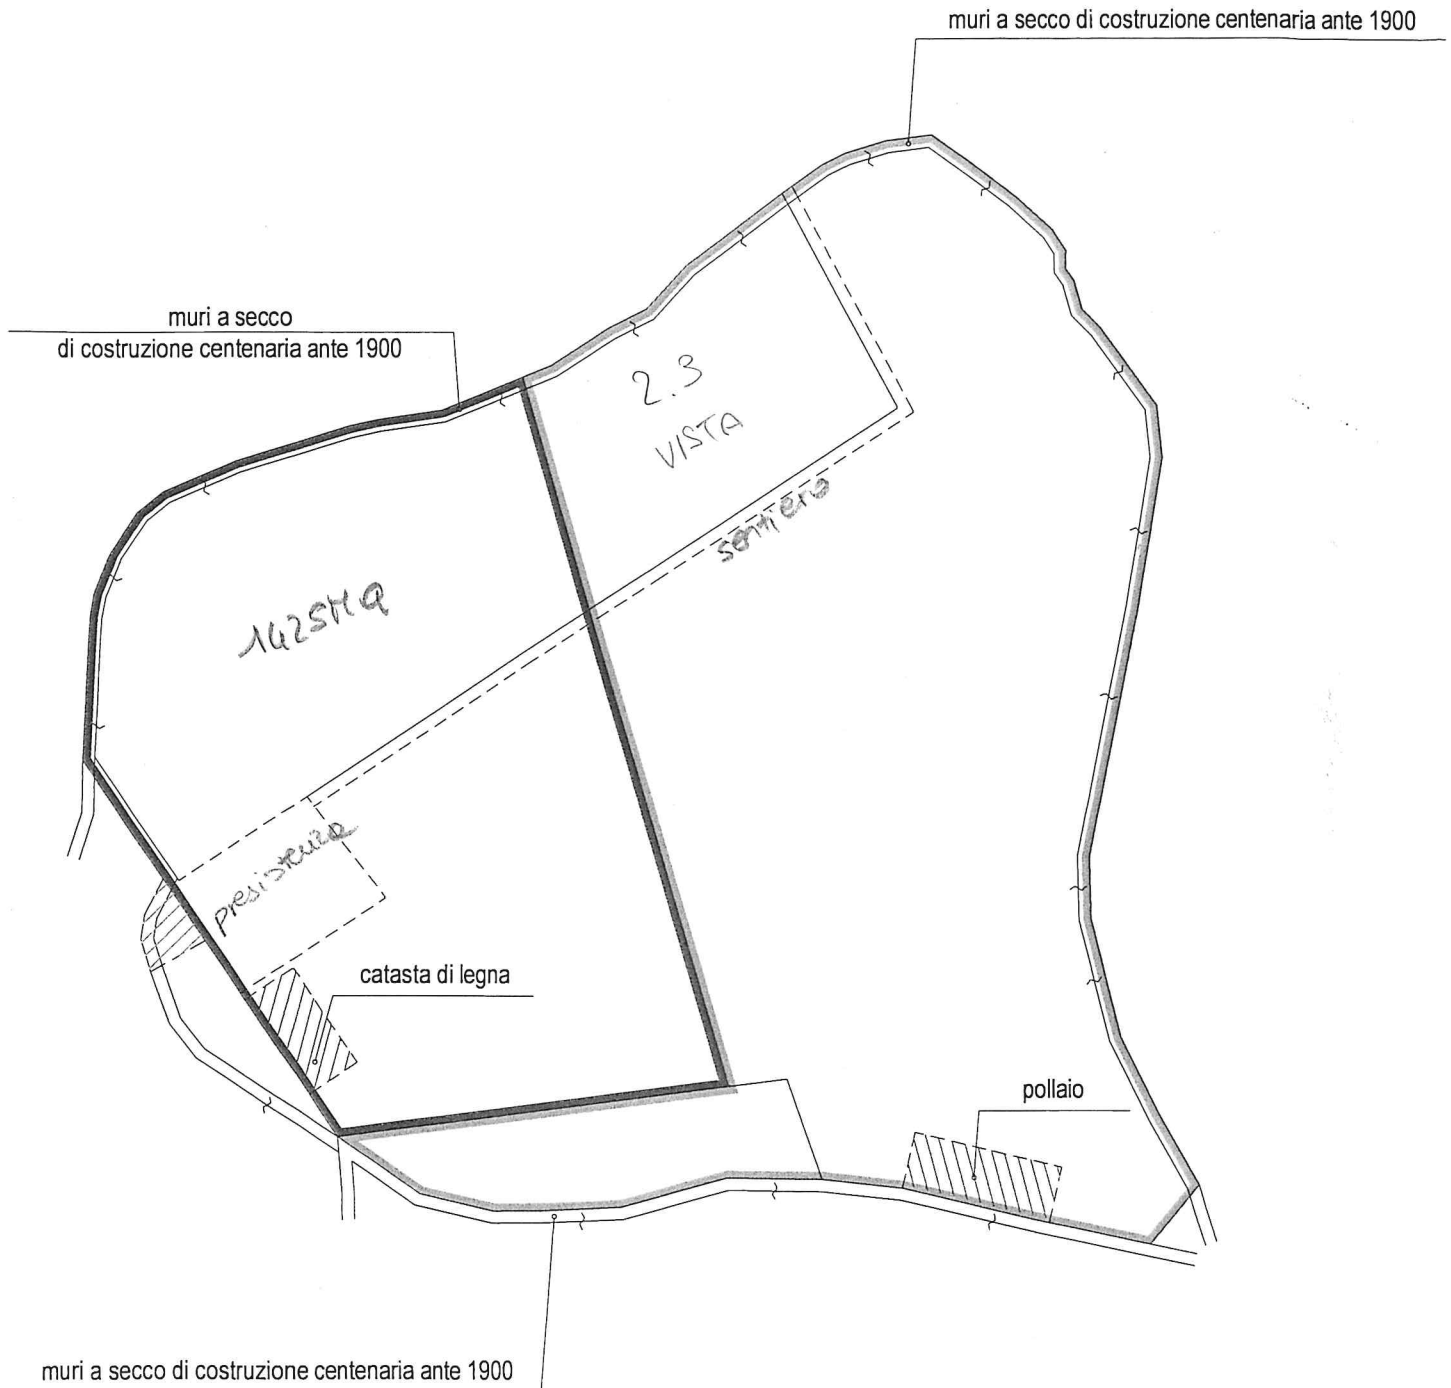 muri a secco di costruzione centenaria ante 1900
muri a secco
di costruzione centenaria ante 1900
2.3
VISTA
sentiero
1425MQ
presistenza
catasta di legna
pollaio
muri a secco di costruzione centenaria ante 1900